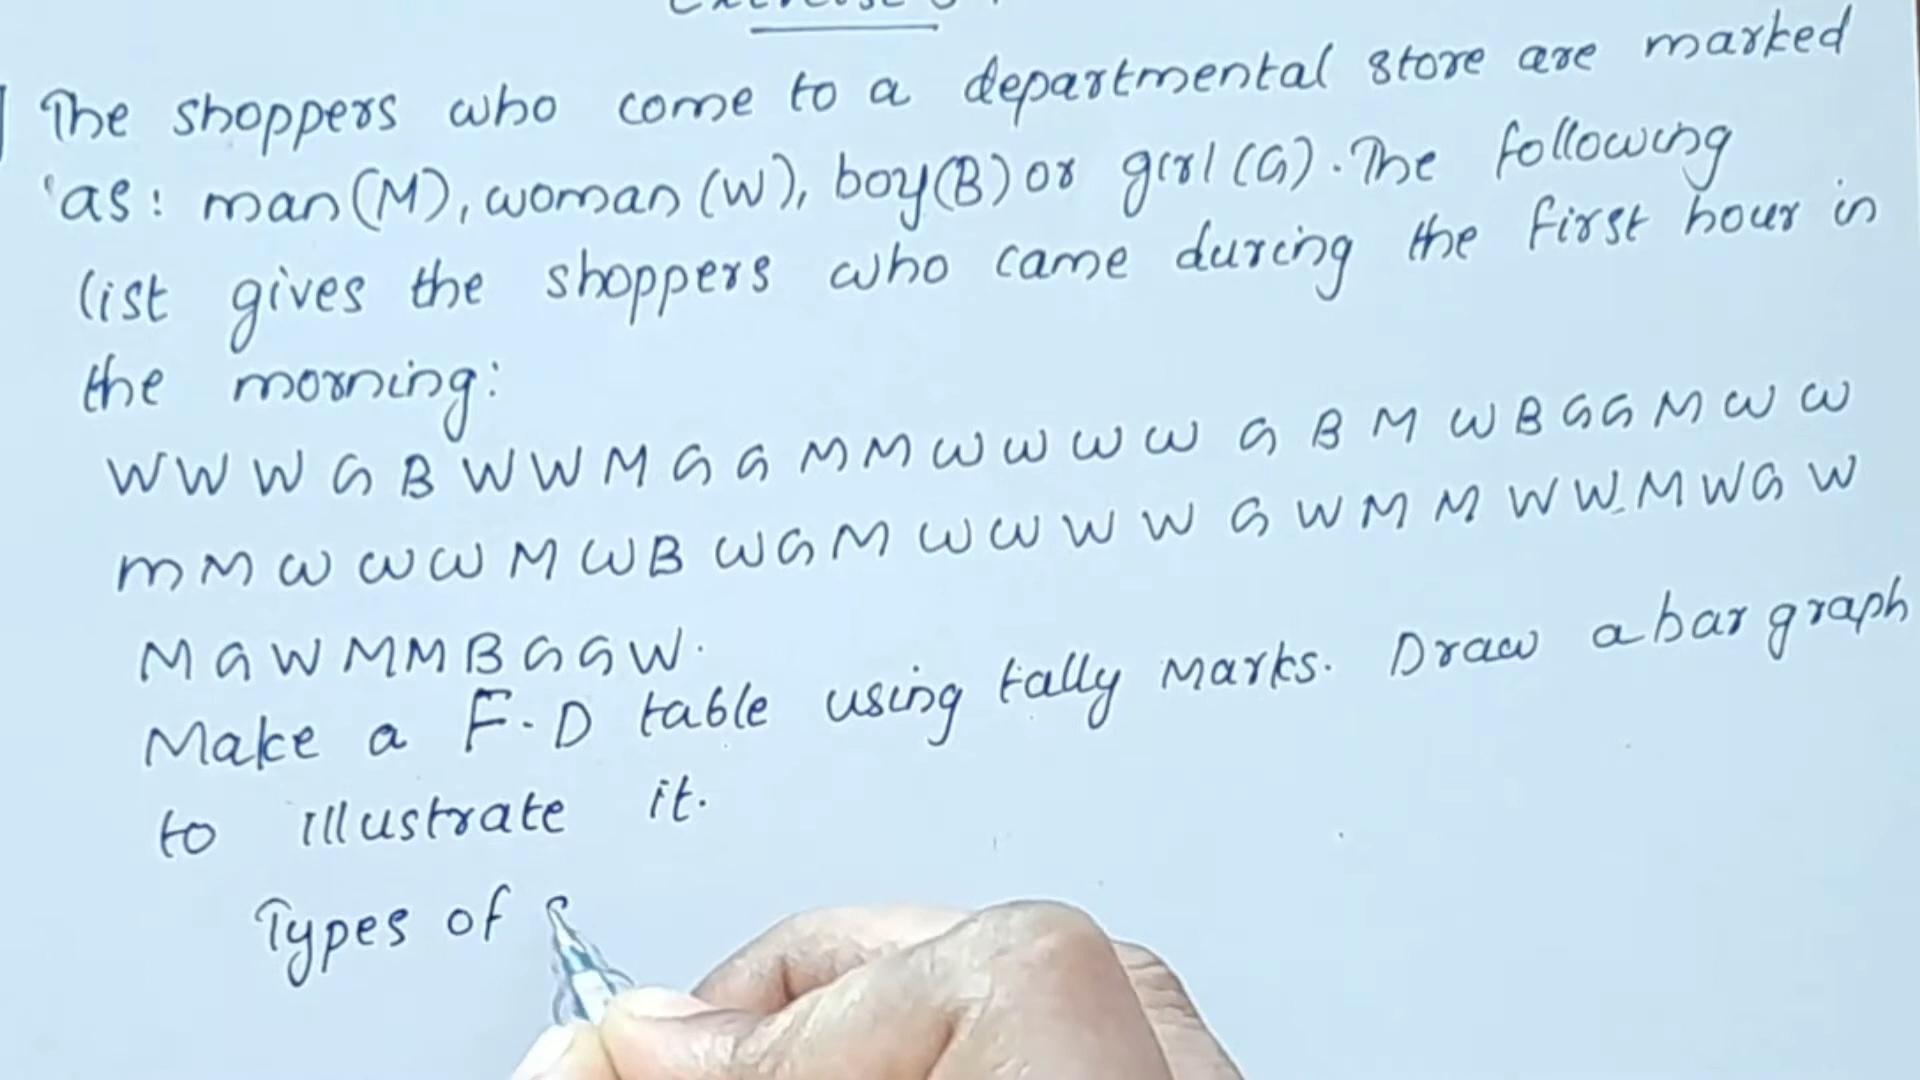 The shoppers who come to a departmental store are marked
as: man (M), woman (W), boy (B) or girl (G). The following
list gives the shoppers who came during the first hour in
the morning:
W W W G B W W M G G M M W W W W G B M W B G G M W W
M M W W W M W B W G M W W W W G W M M W W M W G W
M G W M M B G G W.
Make a F.D table using tally marks. Draw a bar graph
to illustrate it.
Types of